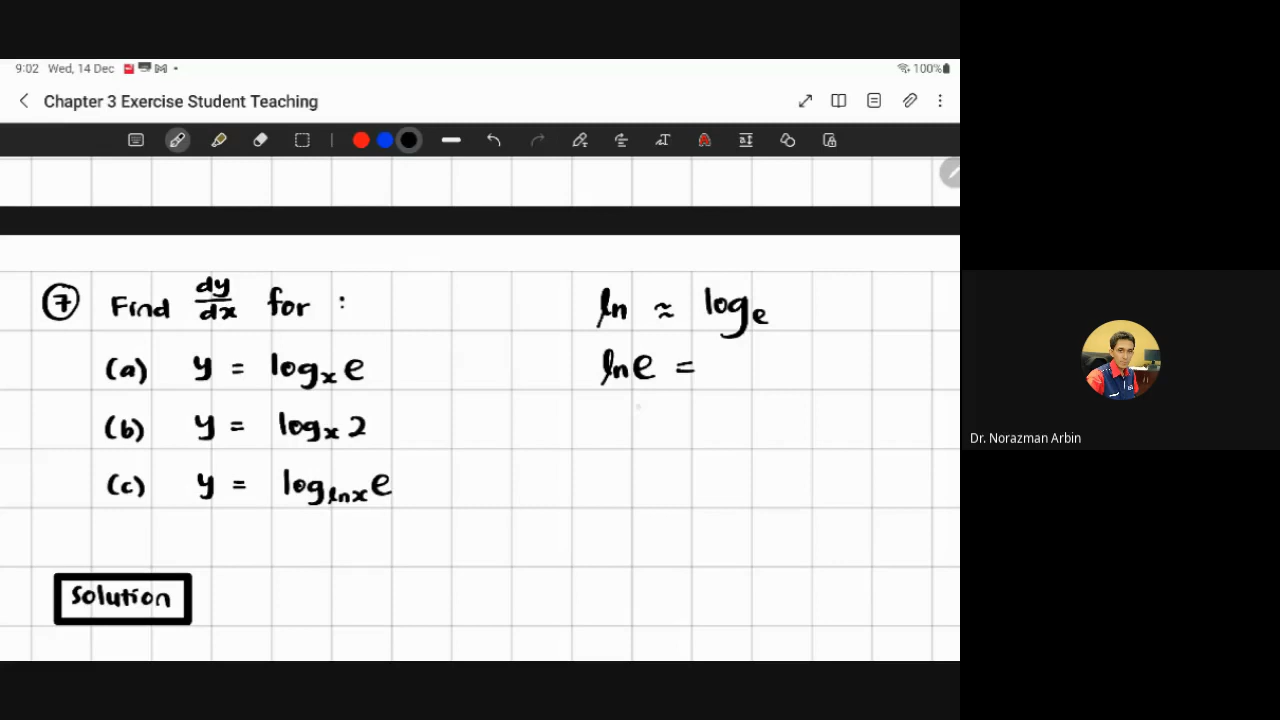 9:02 Wed, 14 Dec
100%
Chapter 3 Exercise Student Teaching
7 Find dy/dx for :
(a) y = logₓ e
(b) y = logₓ 2
(c) y = log_ln x e
Solution
ln ≈ logₑ
ln e =
Dr. Norazman Arbin